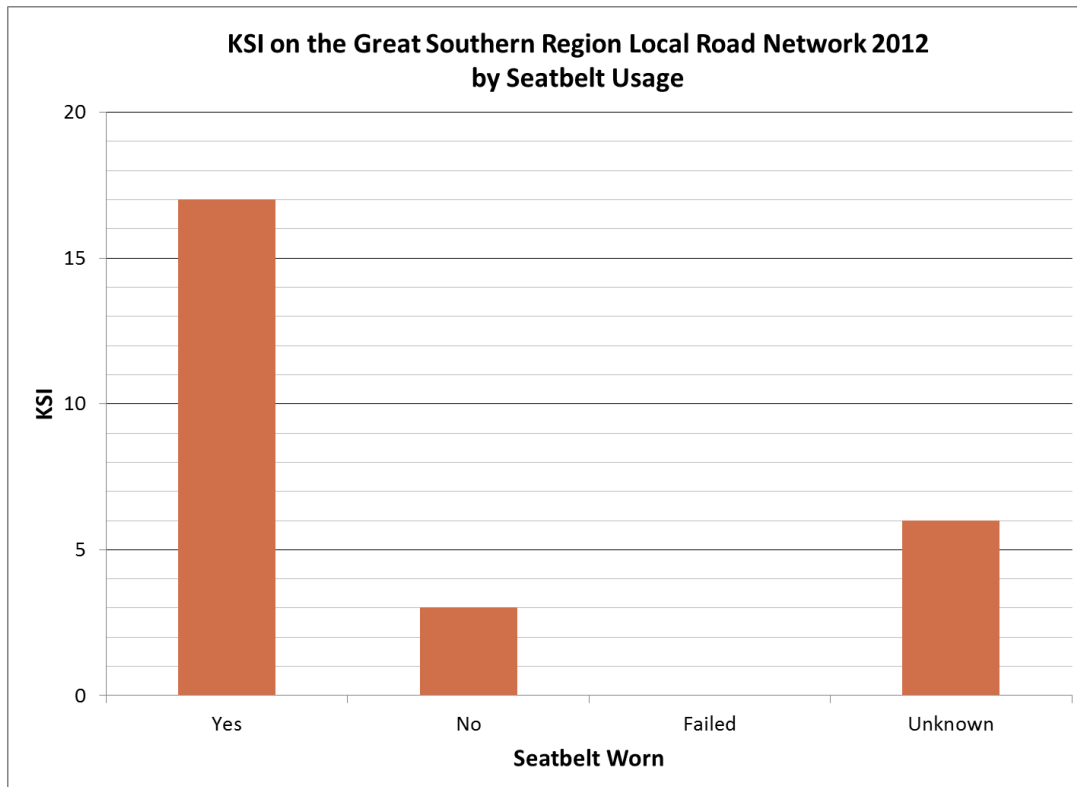 KSI on the Great Southern Region Local Road Network 2012
by Seatbelt Usage
20
15
10
5
0
KSI
Yes No Failed Unknown
Seatbelt Worn